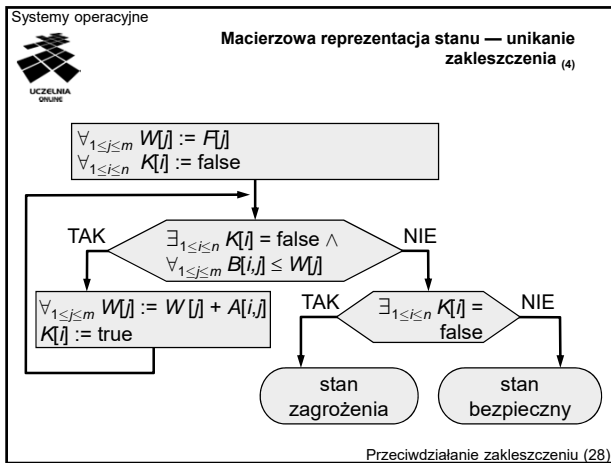 Systemy operacyjne
Macierzowa reprezentacja stanu — unikanie
zakleszczenia (4)
UCZELNIA
ONLINE
∀1≤j≤m W[j] := F[j]
∀1≤i≤n K[i] := false
TAK
∃1≤i≤n K[i] = false ∧
∀1≤j≤m B[i,j] ≤ W[j]
NIE
∀1≤j≤m W[j] := W [j] + A[i,j]
K[i] := true
TAK
∃1≤i≤n K[i] =
false
NIE
stan
zagrożenia
stan
bezpieczny
Przeciwdziałanie zakleszczeniu (28)